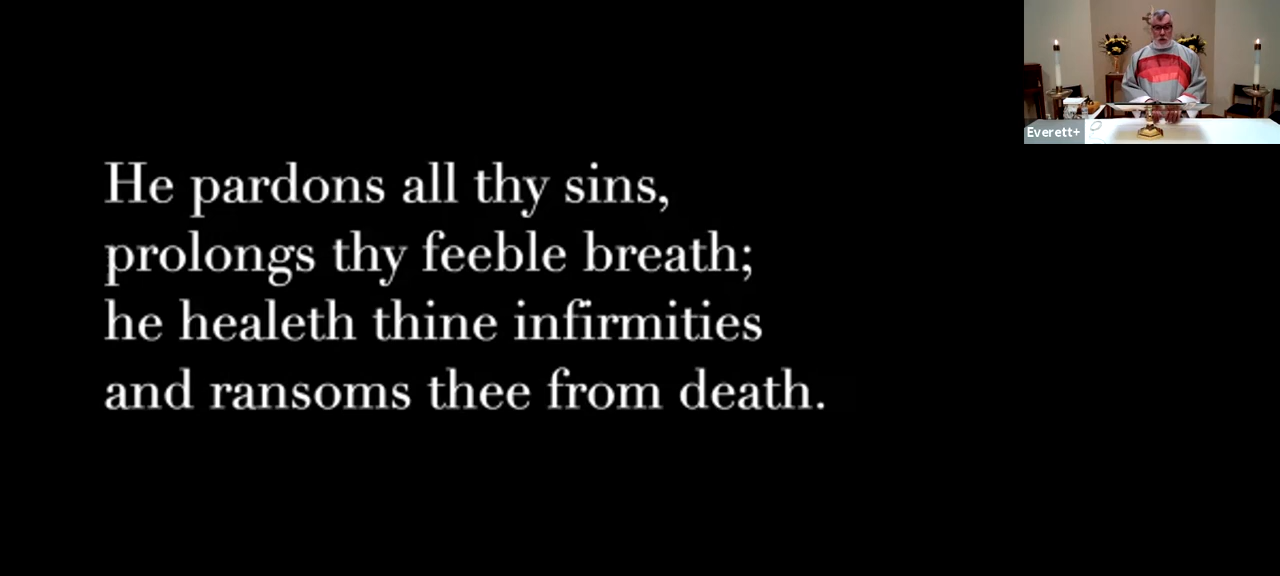 He pardons all thy sins,
prolongs thy feeble breath;
he healeth thine infirmities
and ransoms thee from death.
Everett+